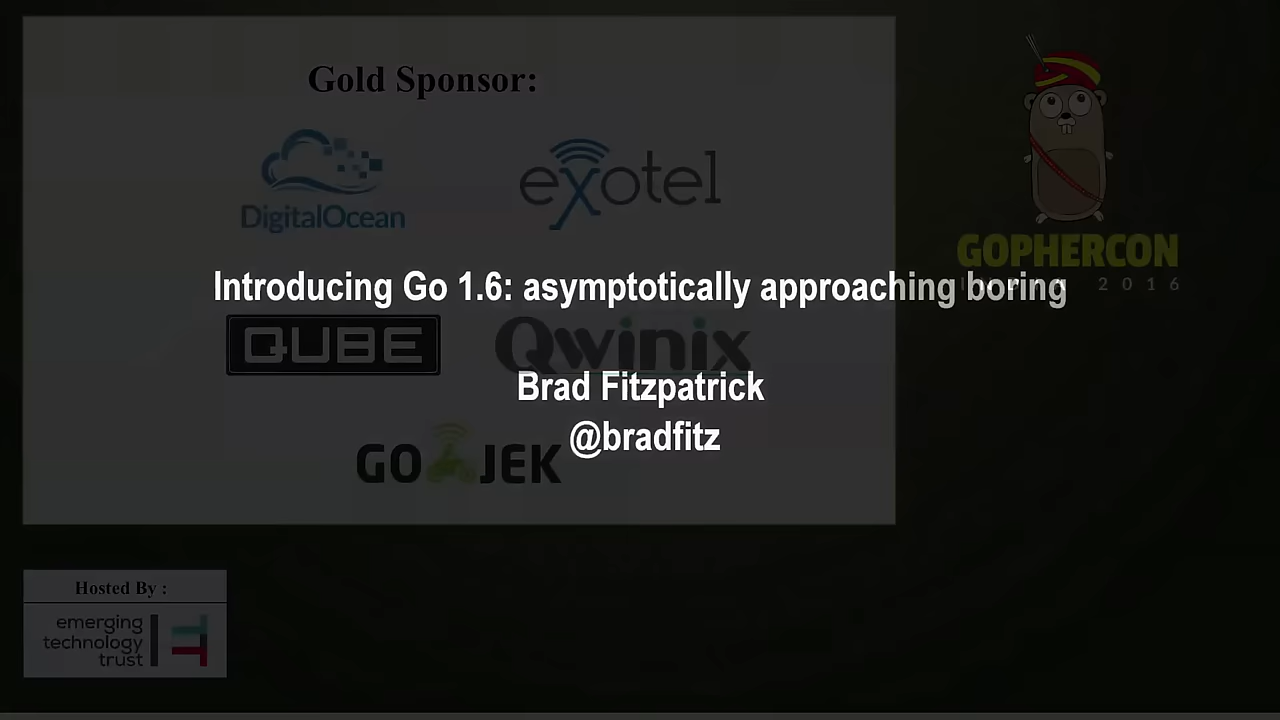 Gold Sponsor:
DigitalOcean
exotel
GOPHERCON
INDIA 2016
Introducing Go 1.6: asymptotically approaching boring
QUBE
Qwinix
Brad Fitzpatrick
@bradfitz
GO JEK
Hosted By :
emerging
technology
trust